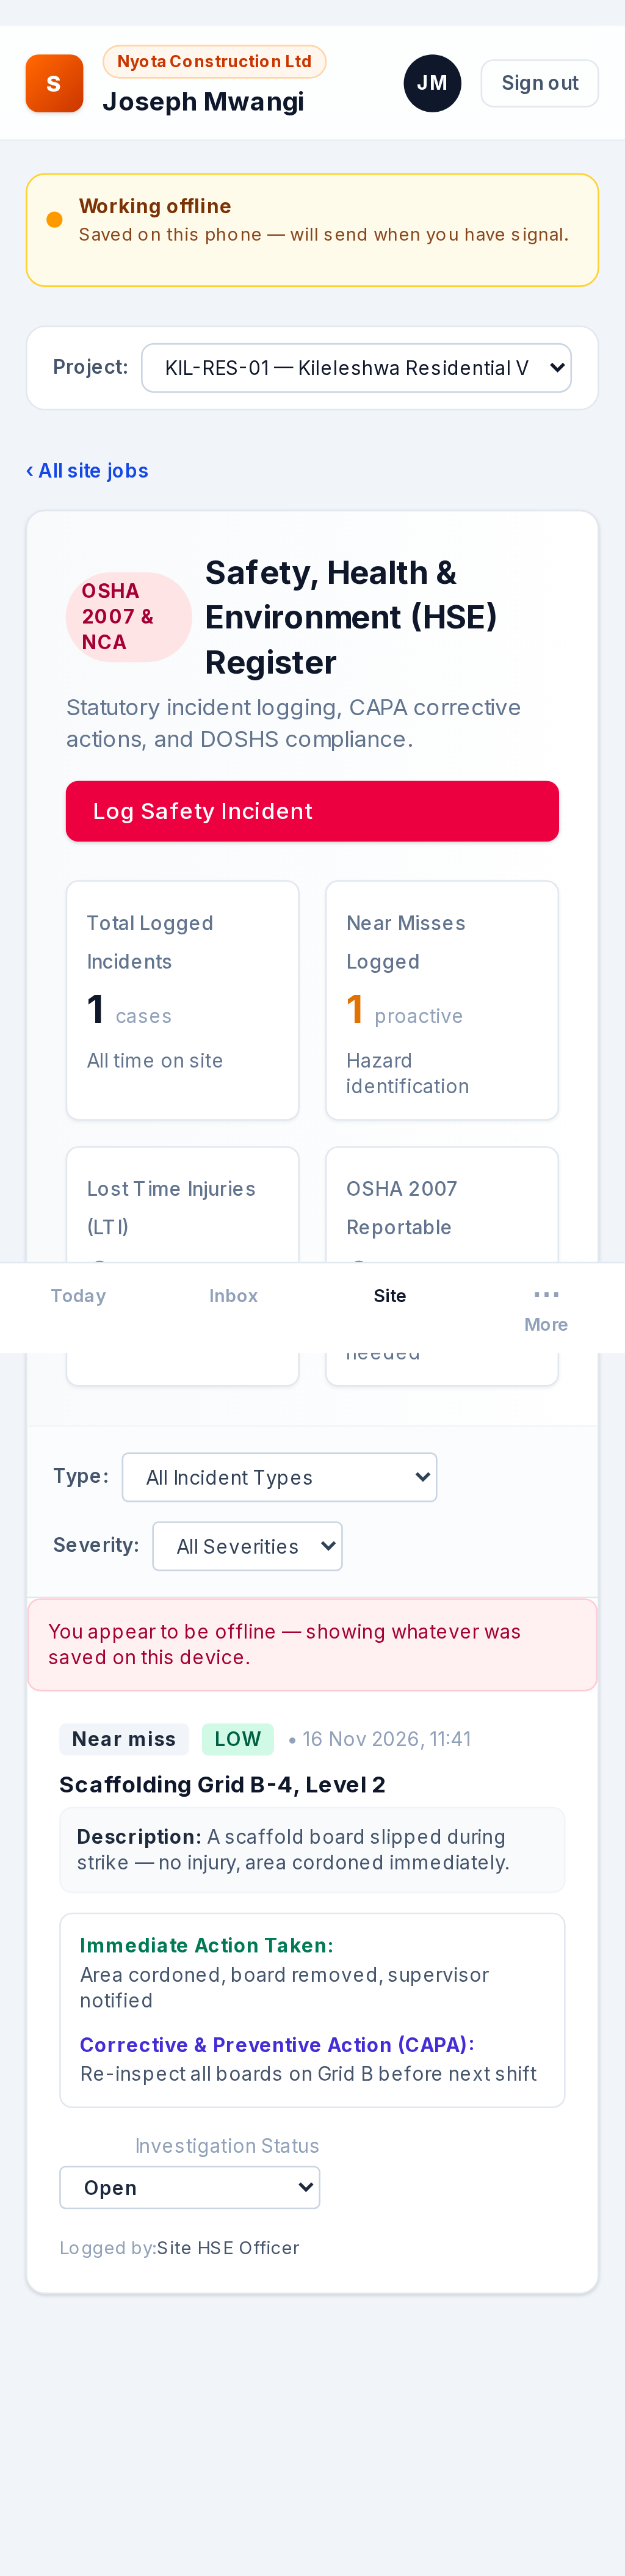 S
Nyota Construction Ltd
Joseph Mwangi
JM
Sign out
Working offline
Saved on this phone — will send when you have signal.
Project:
KIL-RES-01 — Kileleshwa Residential V
‹ All site jobs
OSHA
2007 &
NCA
Safety, Health &
Environment (HSE)
Register
Statutory incident logging, CAPA corrective
actions, and DOSHS compliance.
Log Safety Incident
Total Logged
Incidents
1 cases
All time on site
Near Misses
Logged
1 proactive
Hazard
identification
Lost Time Injuries
(LTI)
OSHA 2007
Reportable
Today
Inbox
Site
More
needed
Type:
All Incident Types
Severity:
All Severities
You appear to be offline — showing whatever was
saved on this device.
Near miss
LOW
• 16 Nov 2026, 11:41
Scaffolding Grid B-4, Level 2
Description: A scaffold board slipped during
strike — no injury, area cordoned immediately.
Immediate Action Taken:
Area cordoned, board removed, supervisor
notified
Corrective & Preventive Action (CAPA):
Re-inspect all boards on Grid B before next shift
Investigation Status
Open
Logged by:Site HSE Officer